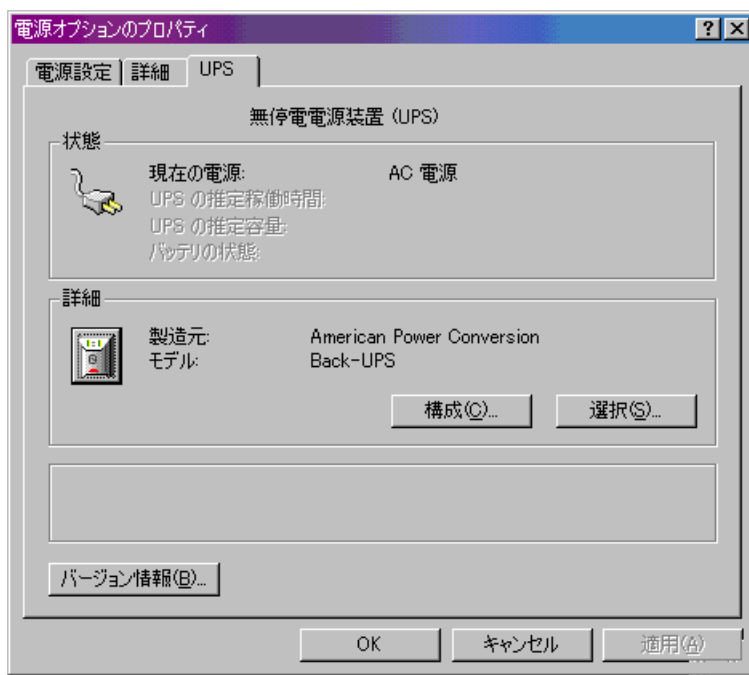 電源オプションのプロパティ
電源設定 詳細 UPS
無停電電源装置 (UPS)
状態
現在の電源: AC 電源
UPS の推定稼働時間:
UPS の推定容量:
バッテリの状態:
詳細
製造元: American Power Conversion
モデル: Back-UPS
構成(C)... 選択(S)...
バージョン情報(B)...
OK キャンセル 適用(A)